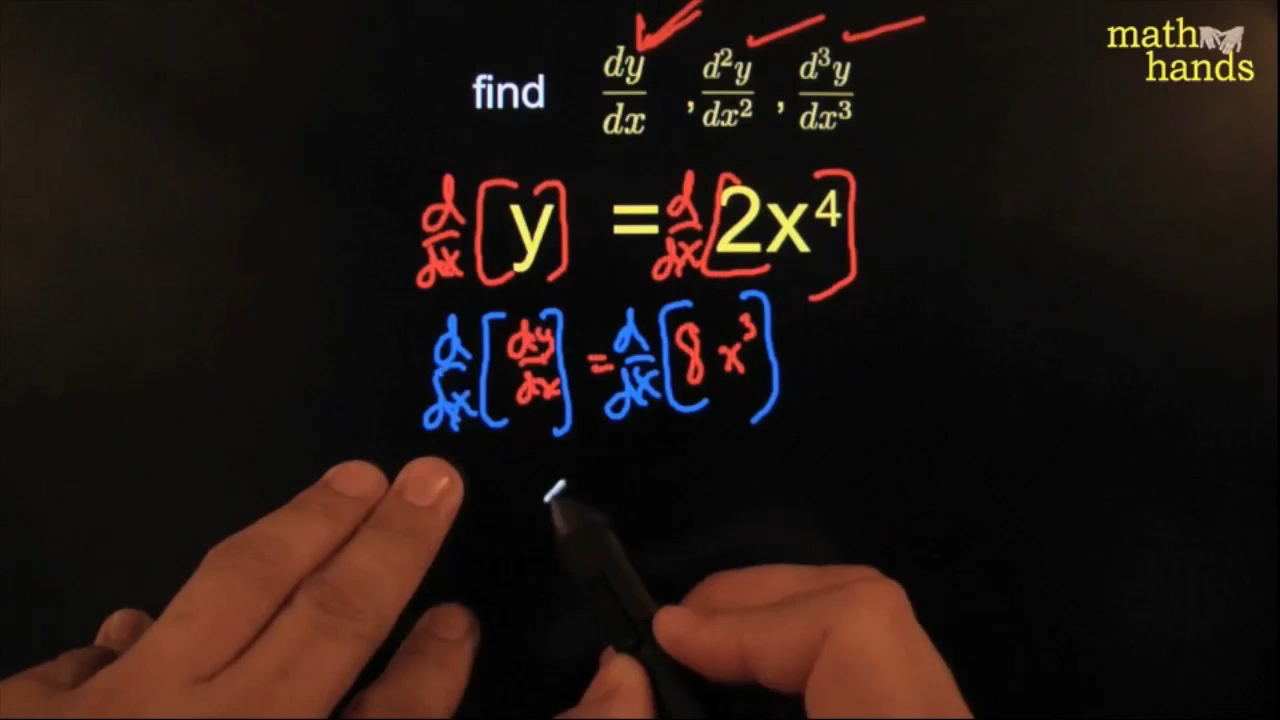 math
hands
find dy/dx , d²y/dx² , d³y/dx³
d/dx [y] = d/dx [2x⁴]
d/dx [dy/dx] = d/dx [8x³]